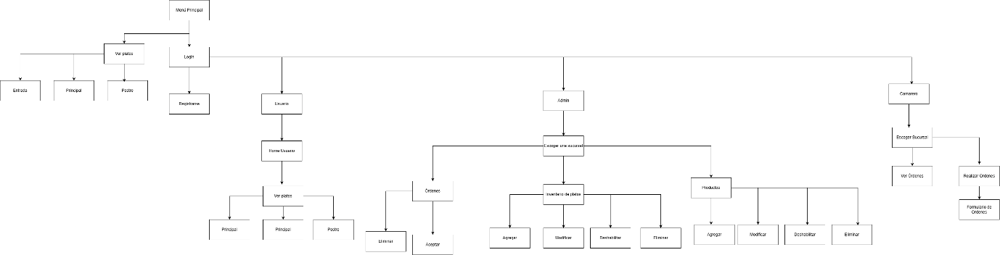 Menú Principal
Ver platos
Login
Entrada
Principal
Postre
Registrarse
Usuario
Admin
Camarero
Home Usuario
Escoger una sucursal
Escoger Sucursal
Ver platos
Órdenes
Inventario de platos
Productos
Ver Órdenes
Realizar Ordenes
Principal
Principal
Postre
Eliminar
Aceptar
Agregar
Modificar
Deshabilitar
Eliminar
Agregar
Modificar
Deshabilitar
Eliminar
Formulario de
Ordenes